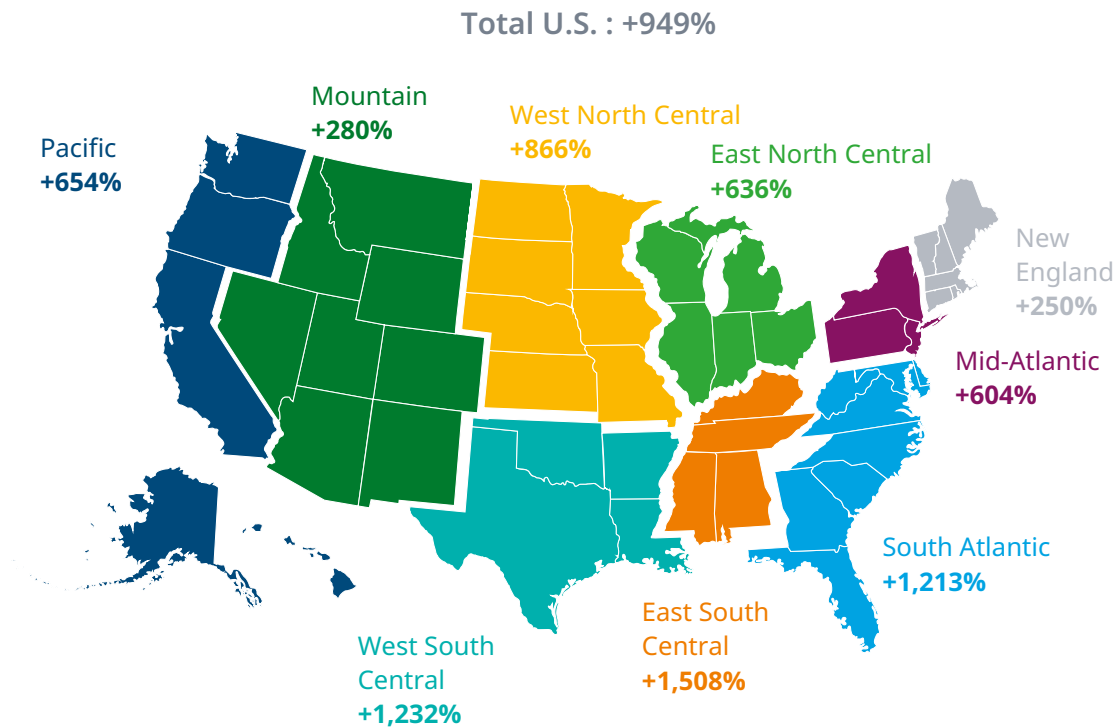 Total U.S. : +949%
Mountain
+280%
West North Central
+866%
Pacific
+654%
East North Central
+636%
New
England
+250%
Mid-Atlantic
+604%
South Atlantic
+1,213%
East South
Central
+1,508%
West South
Central
+1,232%